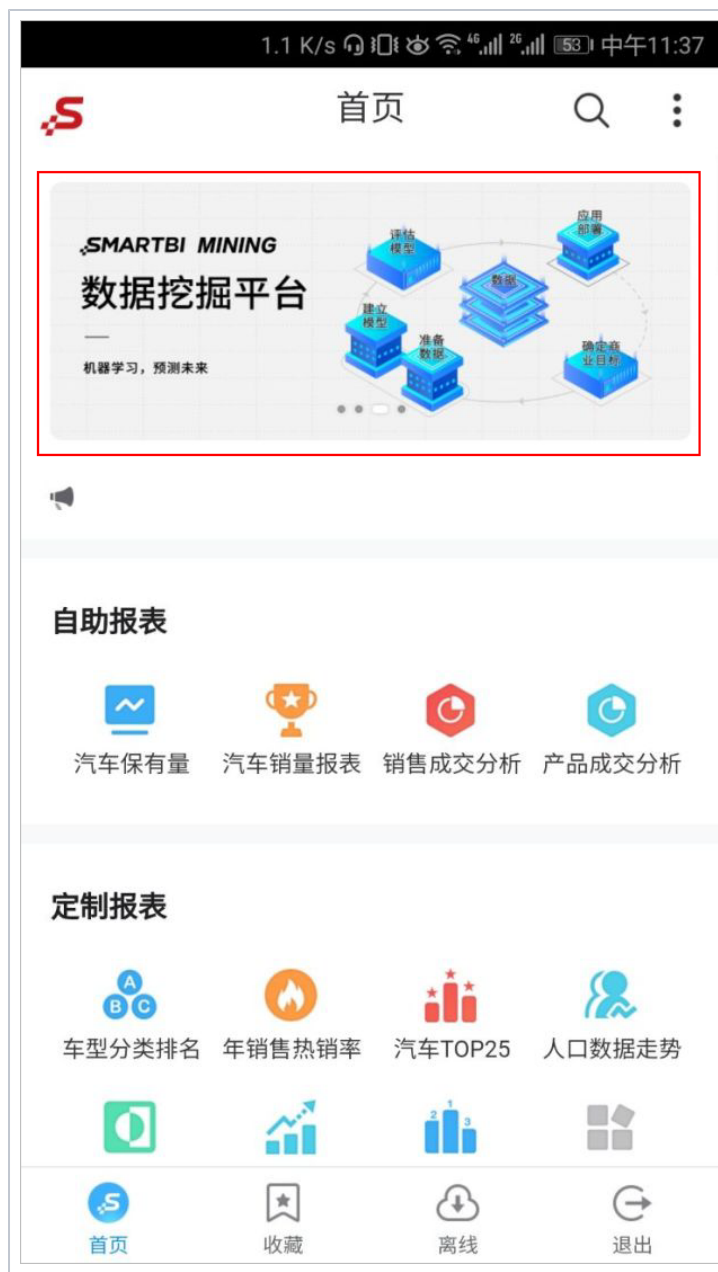 1.1 K/s 4G 2G 53 中午11:37
首页
SMARTBI MINING
数据挖掘平台
机器学习，预测未来
评估
模型
应用
部署
数据
建立
模型
准备
数据
确定商
业目标
自助报表
汽车保有量 汽车销量报表 销售成交分析 产品成交分析
定制报表
A
B C
车型分类排名 年销售热销率 汽车TOP25 人口数据走势
2 1 3
首页 收藏 离线 退出